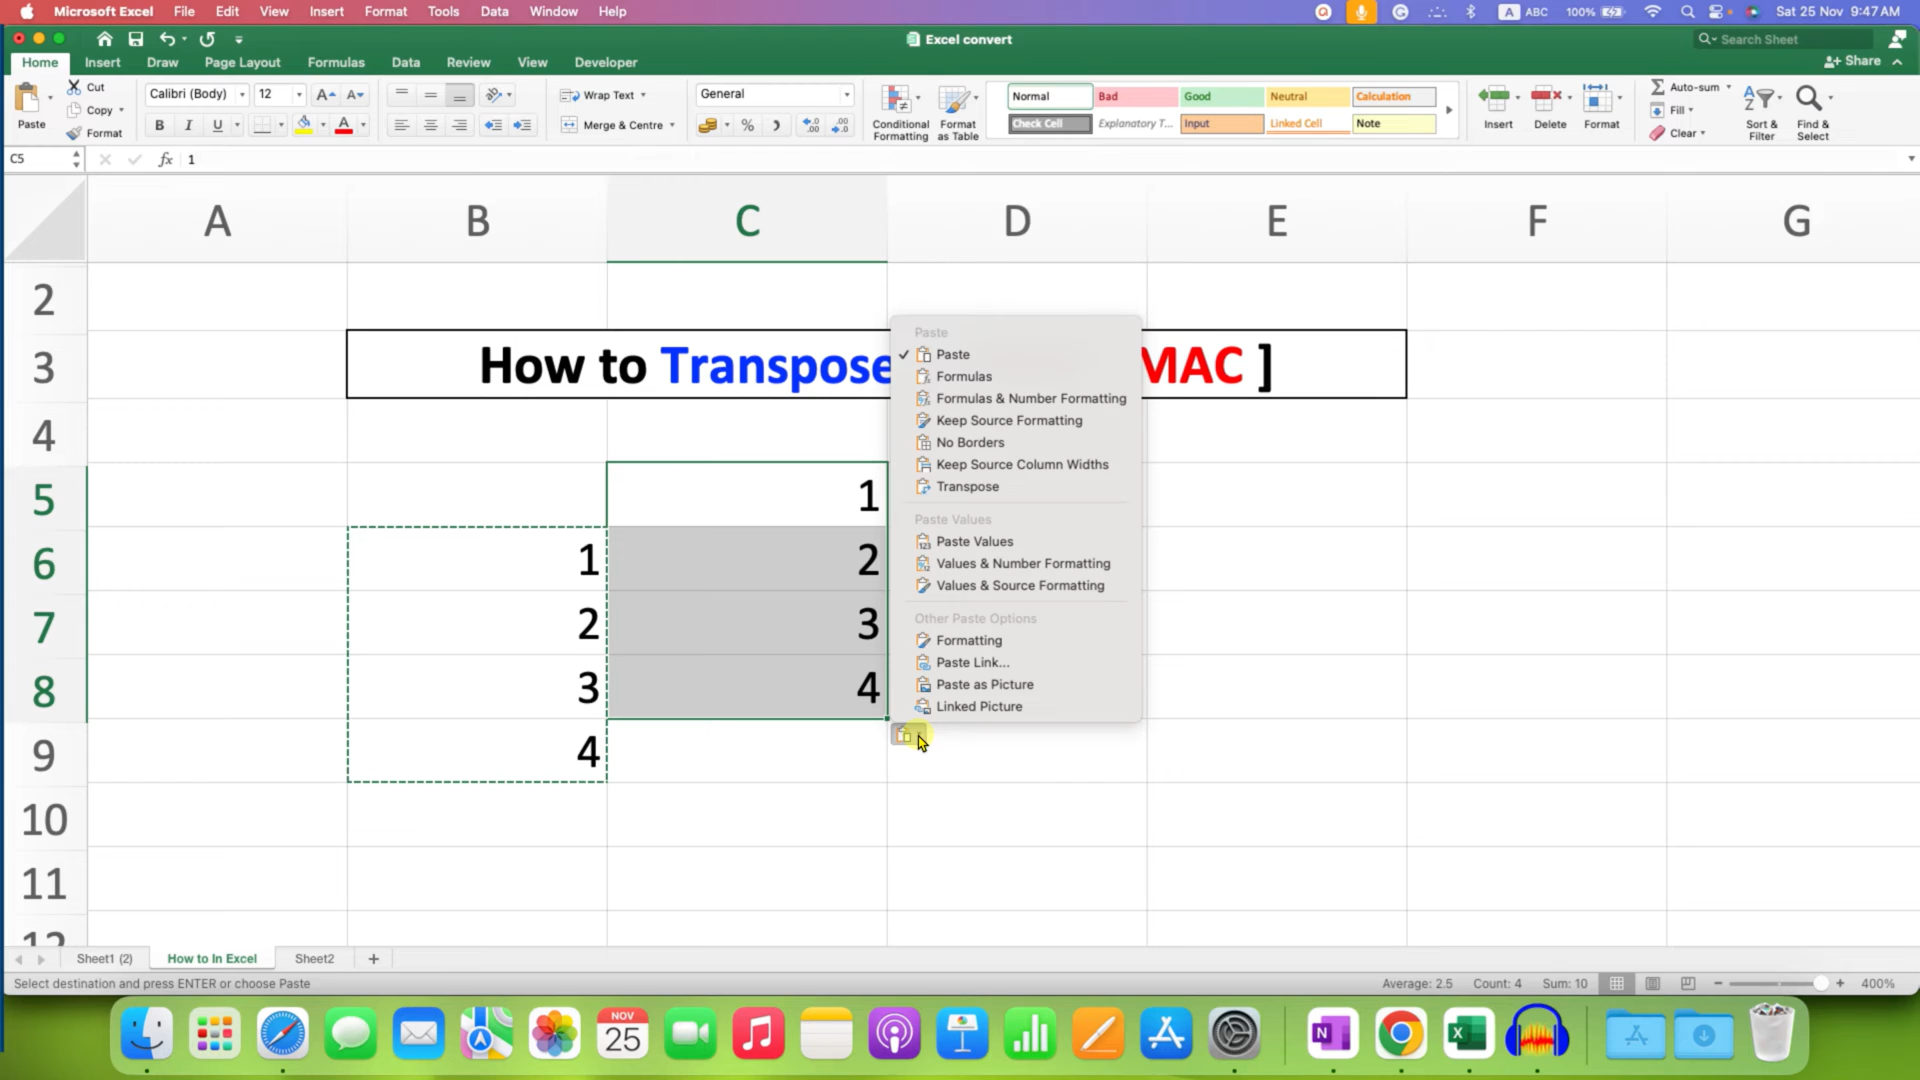 Microsoft Excel File Edit View Insert Format Tools Data Window Help A ABC 100% Sat 25 Nov 9:47 AM
Excel convert Search Sheet
Home Insert Draw Page Layout Formulas Data Review View Developer Share
Paste Cut Copy Format
Calibri (Body) 12 A A
B I U A
Wrap Text
Merge & Centre
General
%
Conditional Formatting
Format as Table
Normal Bad Good Neutral Calculation
Check Cell Explanatory T... Input Linked Cell Note
Insert Delete Format
Auto-sum
Fill
Clear
Sort & Filter
Find & Select
C5 fx 1
A B C D E F G
2
3 How to Transpose MAC ]
4
5 1
6 1 2
7 2 3
8 3 4
9 4
10
11
12
Paste
Paste
Formulas
Formulas & Number Formatting
Keep Source Formatting
No Borders
Keep Source Column Widths
Transpose
Paste Values
Paste Values
Values & Number Formatting
Values & Source Formatting
Other Paste Options
Formatting
Paste Link...
Paste as Picture
Linked Picture
Sheet1 (2) How to In Excel Sheet2 +
Select destination and press ENTER or choose Paste Average: 2.5 Count: 4 Sum: 10 400%
NOV
25